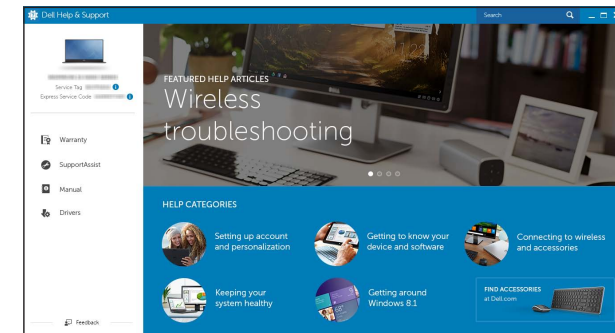 Dell Help & Support
Search
Service Tag
Express Service Code
Warranty
SupportAssist
Manual
Drivers
Feedback
FEATURED HELP ARTICLES
Wireless
troubleshooting
HELP CATEGORIES
Setting up account
and personalization
Getting to know your
device and software
Connecting to wireless
and accessories
Keeping your
system healthy
Getting around
Windows 8.1
FIND ACCESSORIES
at Dell.com